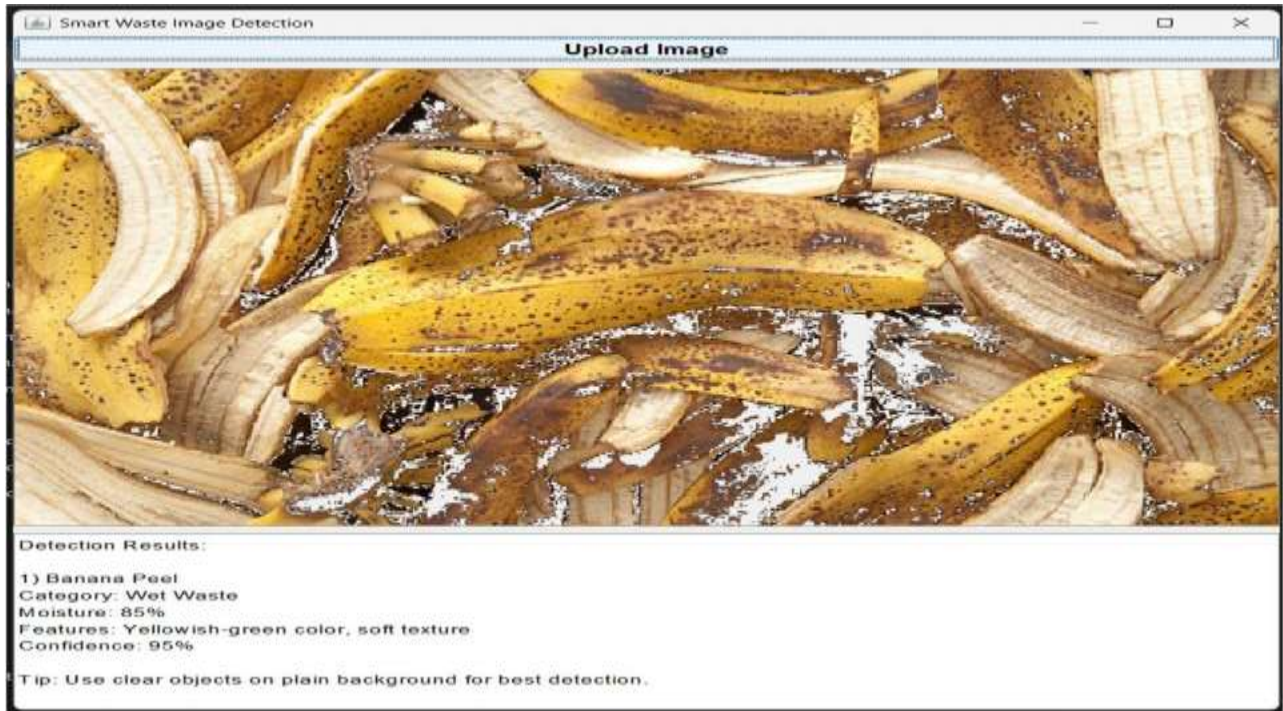 Smart Waste Image Detection
Upload Image
Detection Results:
1) Banana Peel
Category: Wet Waste
Moisture: 85%
Features: Yellowish-green color, soft texture
Confidence: 95%
Tip: Use clear objects on plain background for best detection.